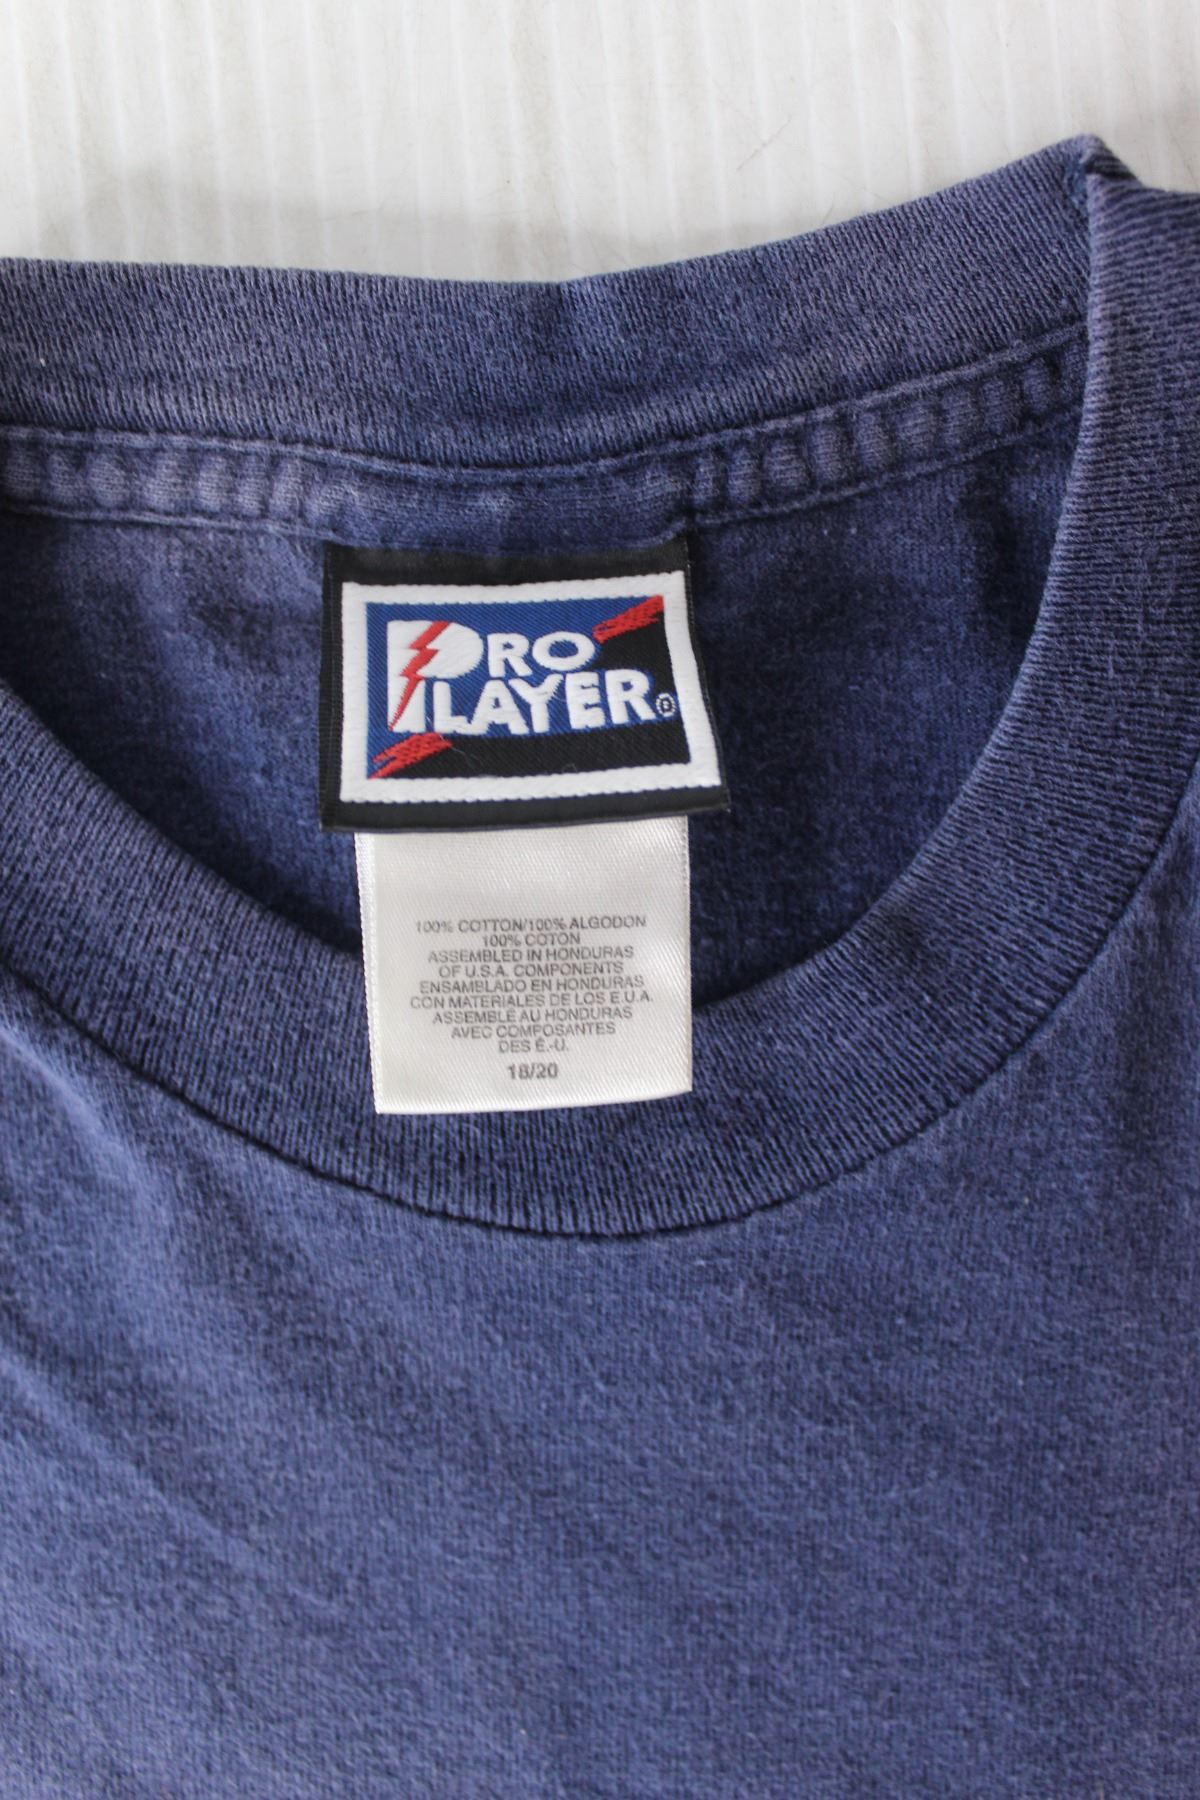 PRO
PLAYER®
100% COTTON/100% ALGODON
100% COTON
ASSEMBLED IN HONDURAS
OF U.S.A. COMPONENTS
ENSAMBLADO EN HONDURAS
CON MATERIALES DE LOS E.U.A.
ASSEMBLÉ AU HONDURAS
AVEC COMPOSANTES
DES É.-U.
18/20